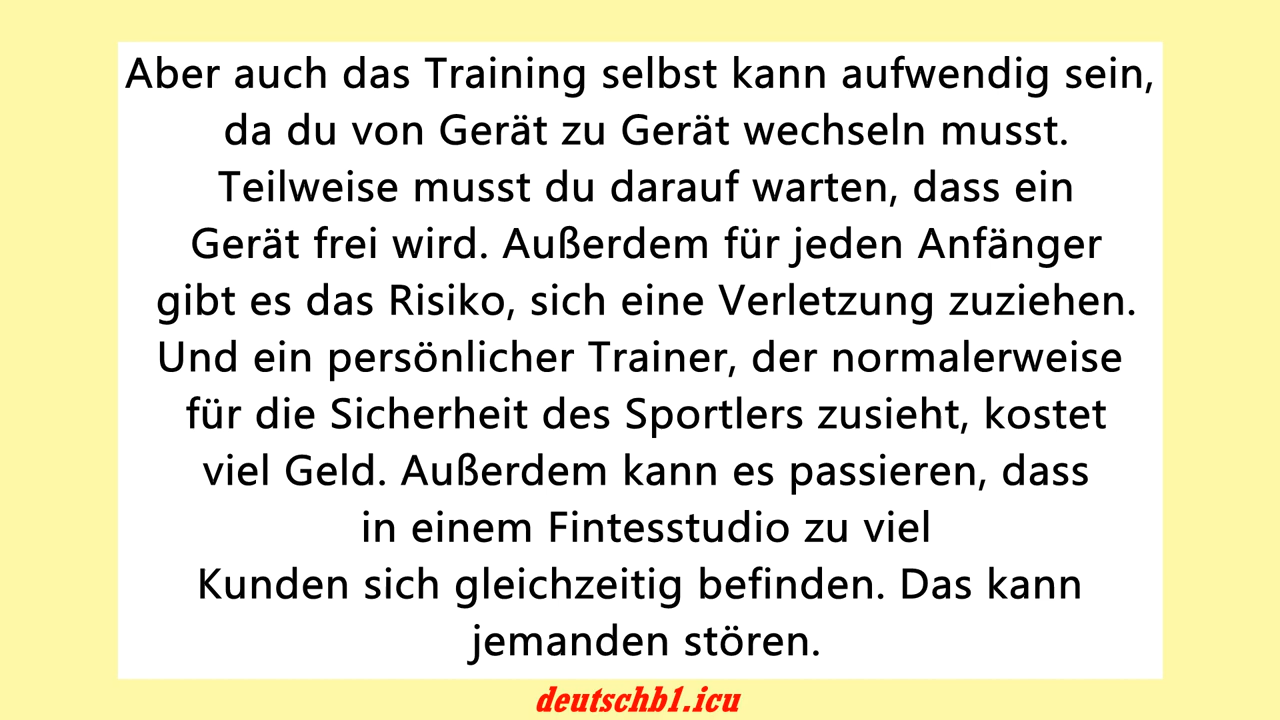 Aber auch das Training selbst kann aufwendig sein,
da du von Gerät zu Gerät wechseln musst.
Teilweise musst du darauf warten, dass ein
Gerät frei wird. Außerdem für jeden Anfänger
gibt es das Risiko, sich eine Verletzung zuziehen.
Und ein persönlicher Trainer, der normalerweise
für die Sicherheit des Sportlers zusieht, kostet
viel Geld. Außerdem kann es passieren, dass
in einem Fintesstudio zu viel
Kunden sich gleichzeitig befinden. Das kann
jemanden stören.
deutschb1.icu